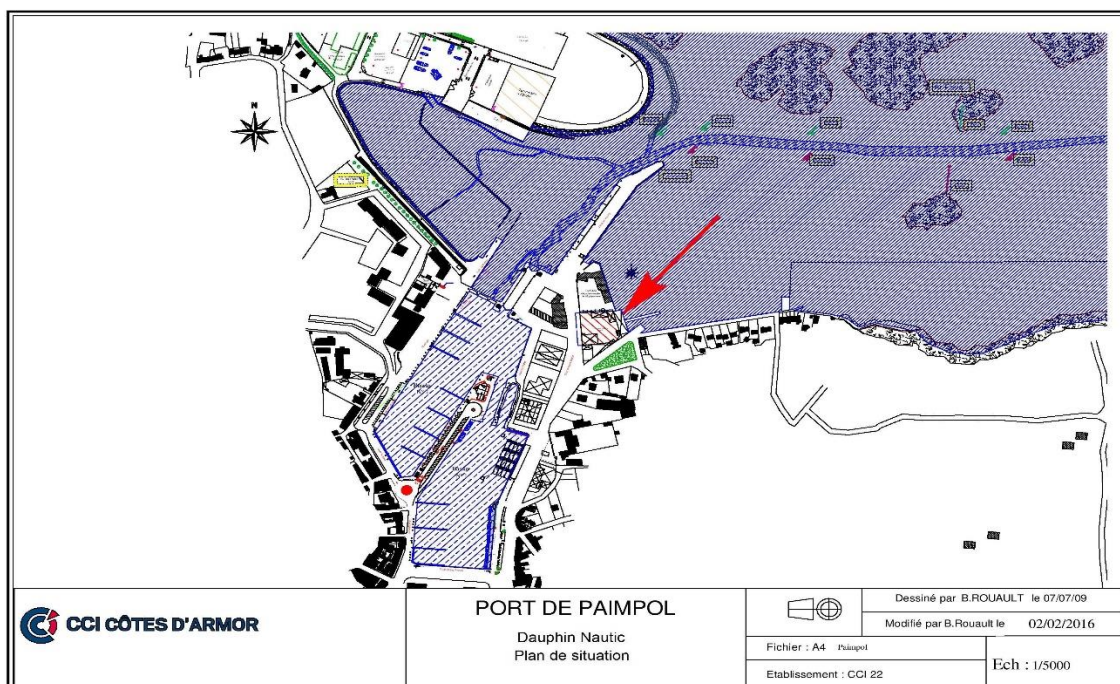 N
CCI CÔTES D'ARMOR
PORT DE PAIMPOL
Dauphin Nautic
Plan de situation
Dessiné par B.ROUAULT le 07/07/09
Modifié par B.Rouault le 02/02/2016
Fichier : A4 Paimpol
Etablissement : CCI 22
Ech : 1/5000